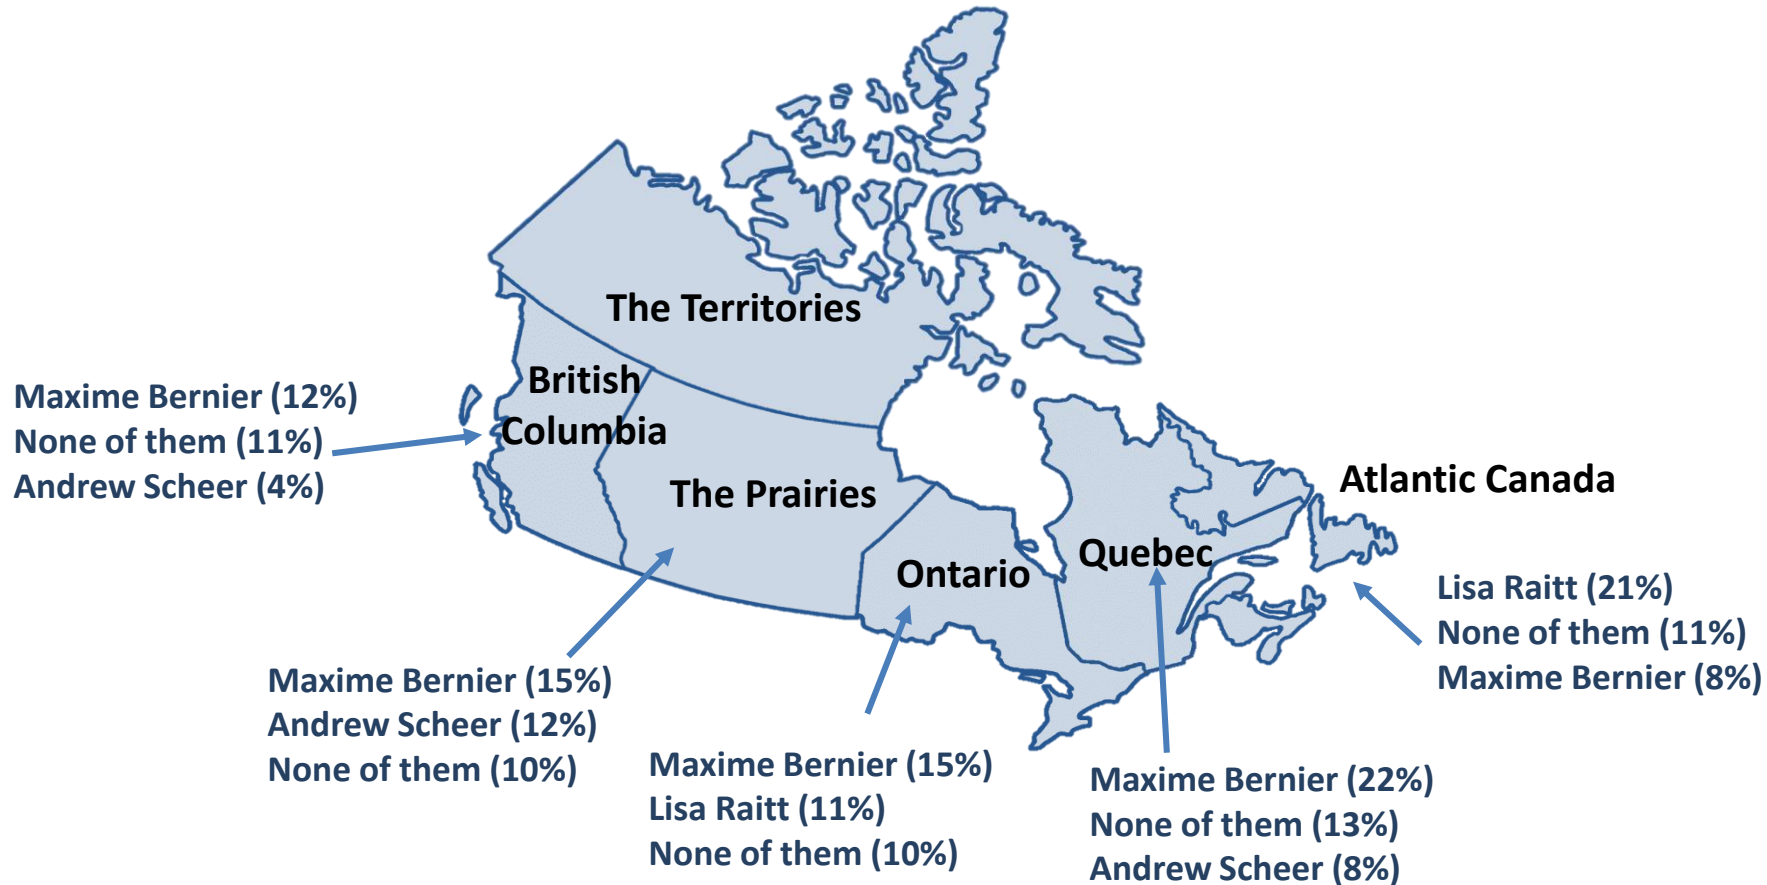 The Territories
British
Columbia
Maxime Bernier (12%)
None of them (11%)
Andrew Scheer (4%)
The Prairies
Atlantic Canada
Ontario
Quebec
Lisa Raitt (21%)
None of them (11%)
Maxime Bernier (8%)
Maxime Bernier (15%)
Andrew Scheer (12%)
None of them (10%)
Maxime Bernier (15%)
Lisa Raitt (11%)
None of them (10%)
Maxime Bernier (22%)
None of them (13%)
Andrew Scheer (8%)